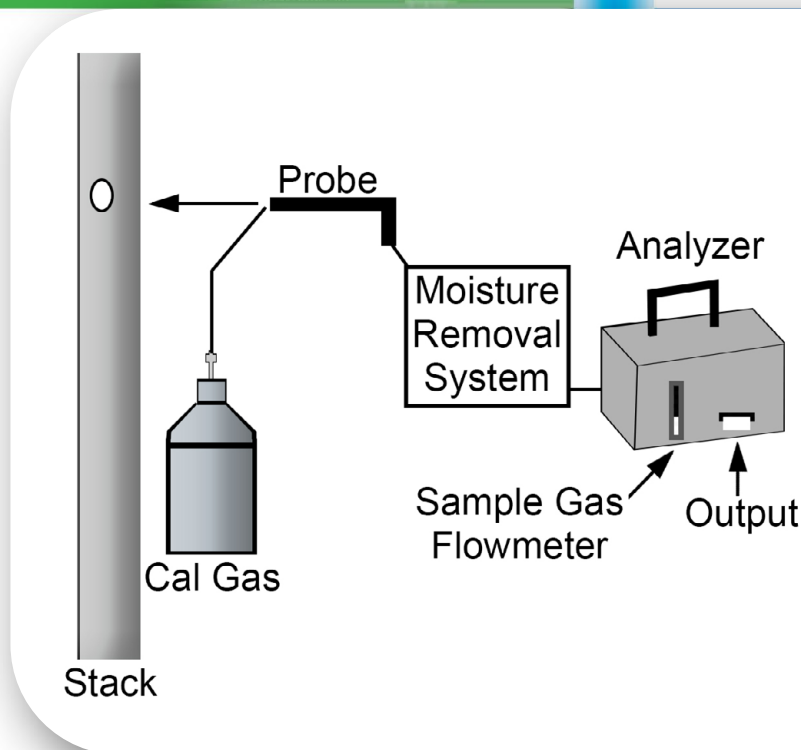 Probe
Analyzer
Moisture
Removal
System
Sample Gas
Flowmeter
Output
Cal Gas
Stack